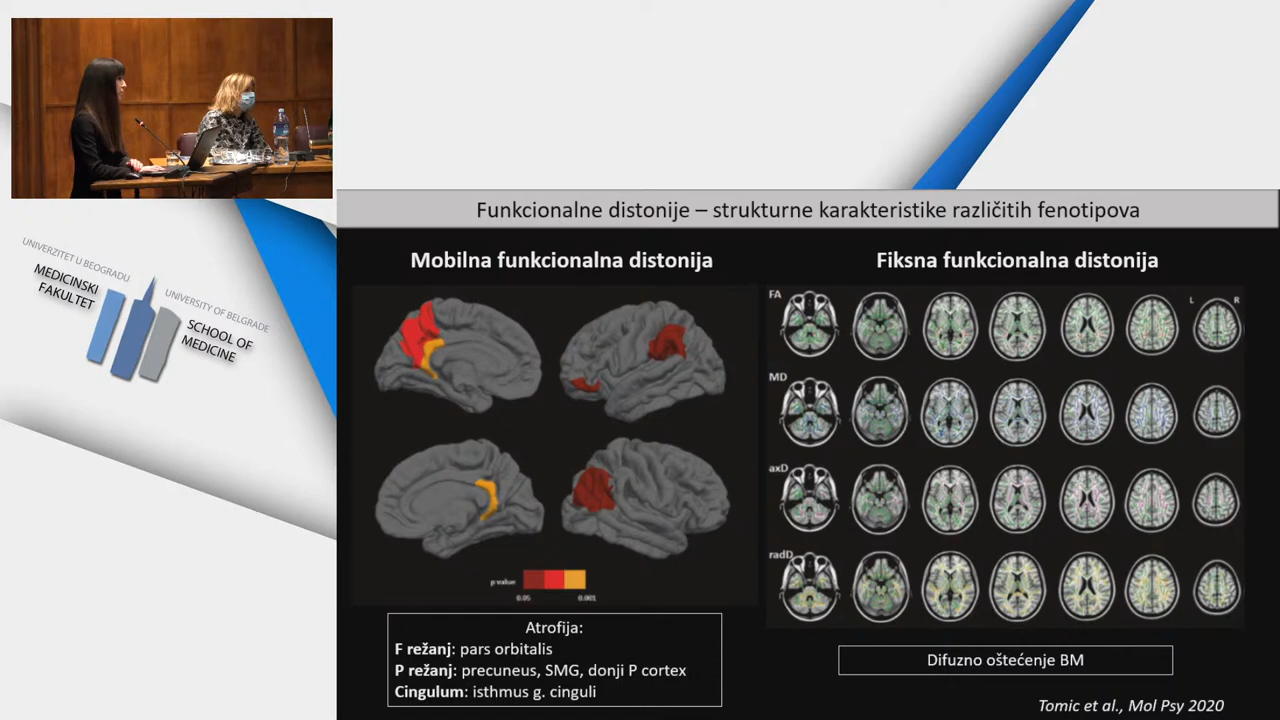 UNIVERZITET U BEOGRADU
MEDICINSKI
FAKULTET
UNIVERSITY OF BELGRADE
SCHOOL OF
MEDICINE
Funkcionalne distonije – strukturne karakteristike različitih fenotipova
Mobilna funkcionalna distonija
Fiksna funkcionalna distonija
FA
L
R
MD
axD
radD
p value
0.05
0.001
Atrofija:
F režanj: pars orbitalis
P režanj: precuneus, SMG, donji P cortex
Cingulum: isthmus g. cinguli
Difuzno oštećenje BM
Tomic et al., Mol Psy 2020